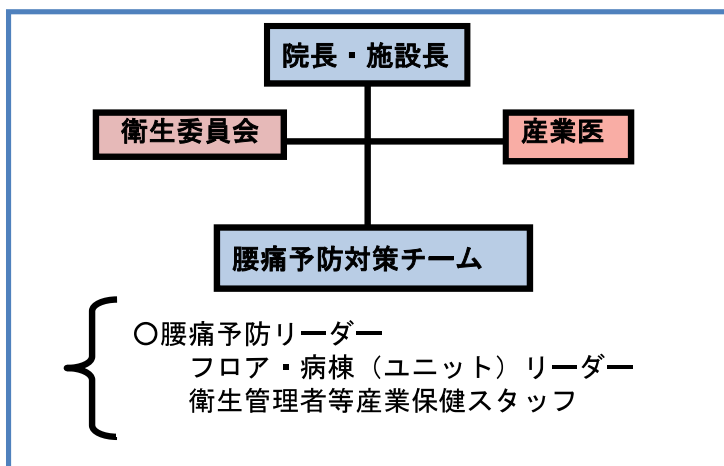 院長・施設長
衛生委員会
産業医
腰痛予防対策チーム
○腰痛予防リーダー
フロア・病棟（ユニット）リーダー
衛生管理者等産業保健スタッフ